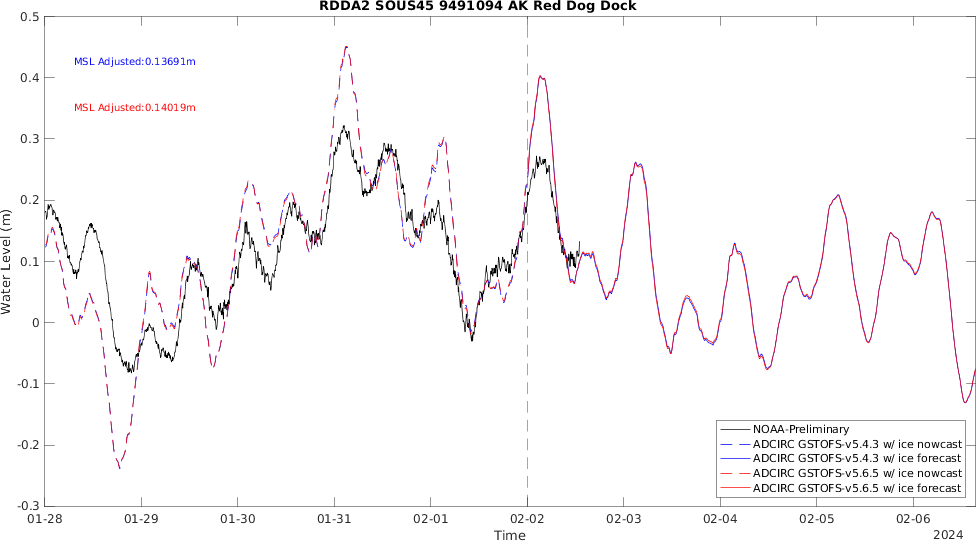 RDDA2 SOUS45 9491094 AK Red Dog Dock
0.5
MSL Adjusted:0.13691m
0.4
MSL Adjusted:0.14019m
0.3
0.2
0.1
0
-0.1
-0.2
-0.3
Water Level (m)
NOAA-Preliminary
ADCIRC GSTOFS-v5.4.3 w/ ice nowcast
ADCIRC GSTOFS-v5.4.3 w/ ice forecast
ADCIRC GSTOFS-v5.6.5 w/ ice nowcast
ADCIRC GSTOFS-v5.6.5 w/ ice forecast
01-28 01-29 01-30 01-31 02-01 02-02 02-03 02-04 02-05 02-06
Time
2024